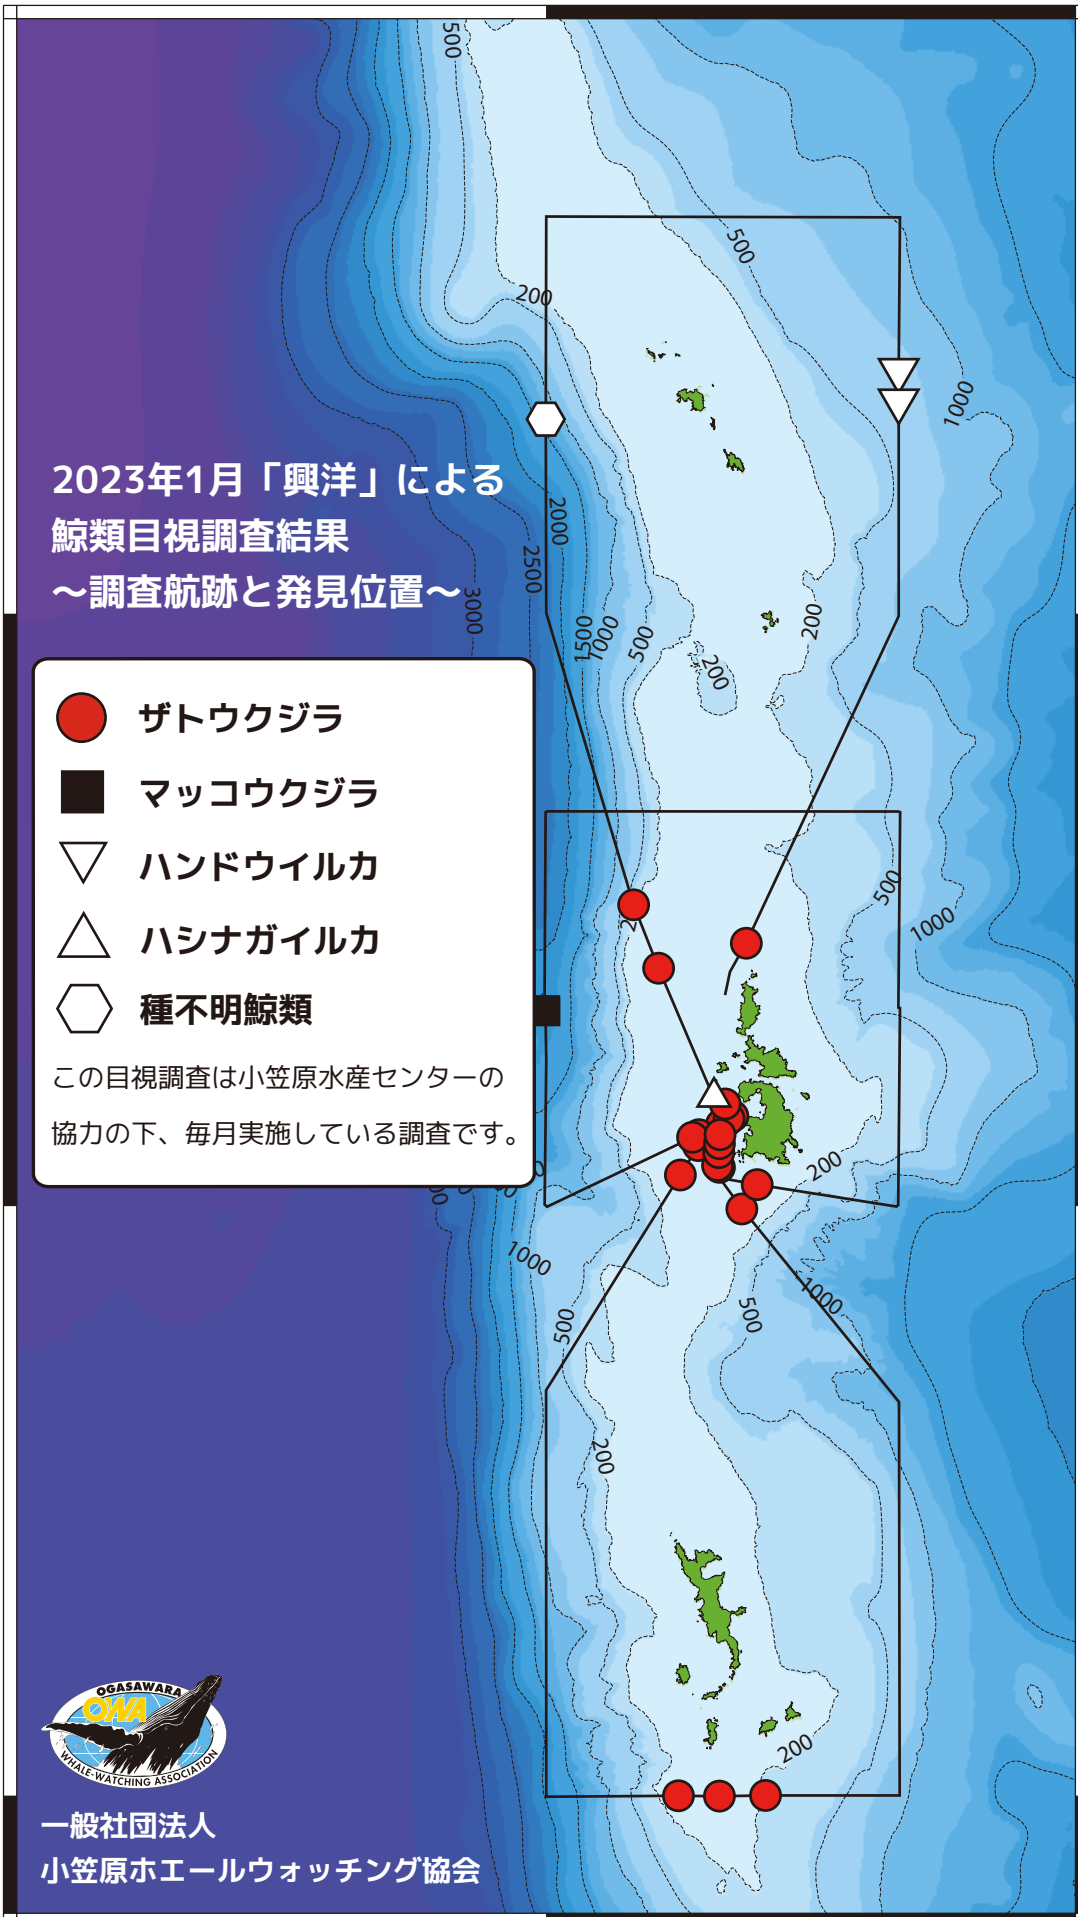 500
500
200
1000
2023年1月「興洋」による
鯨類目視調査結果
～調査航跡と発見位置～
2000
2500
3000
1500
1000
500
200
200
ザトウクジラ
マッコウクジラ
ハンドウイルカ
ハシナガイルカ
種不明鯨類
この目視調査は小笠原水産センターの
協力の下、毎月実施している調査です。
500
1000
200
1000
500
500
1000
200
200
OGASAWARA
OWA
WHALE-WATCHING ASSOCIATION
一般社団法人
小笠原ホエールウォッチング協会